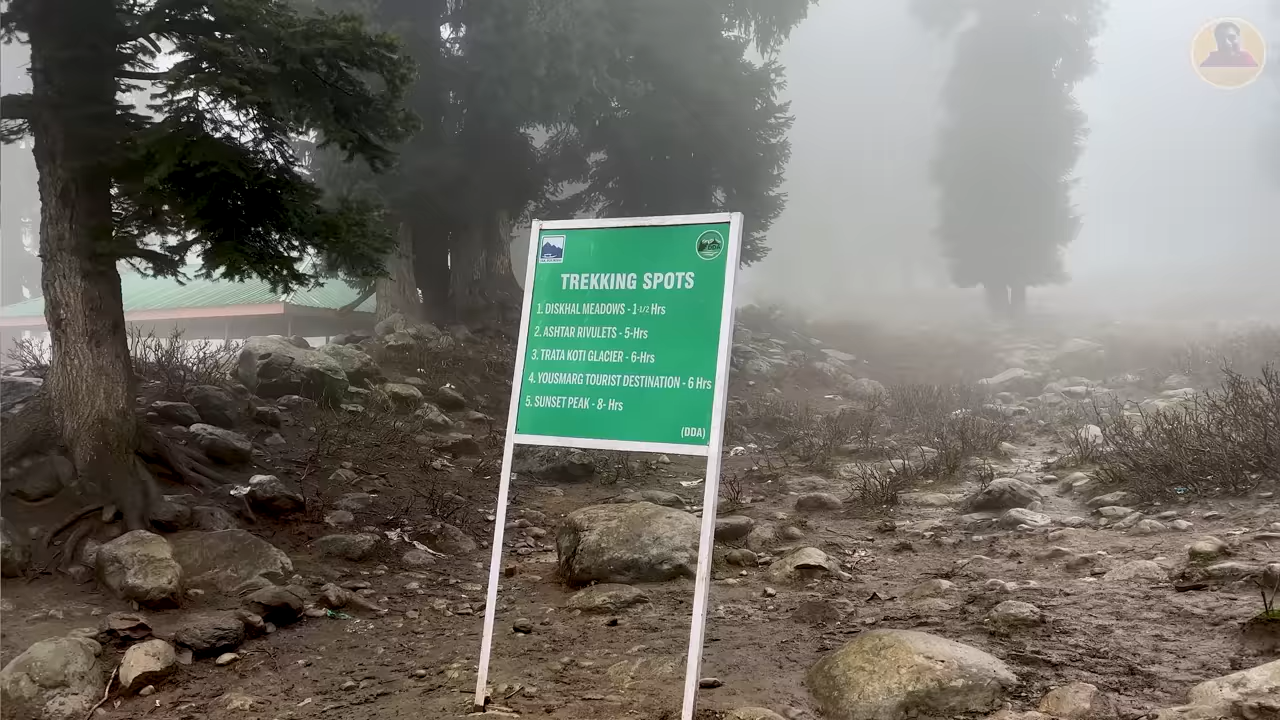 TREKKING SPOTS
1. DISKHAL MEADOWS - 1-1/2 Hrs
2. ASHTAR RIVULETS - 5-Hrs
3. TRATA KOTI GLACIER - 6-Hrs
4. YOUSMARG TOURIST DESTINATION - 6 Hrs
5. SUNSET PEAK - 8- Hrs
(DDA)